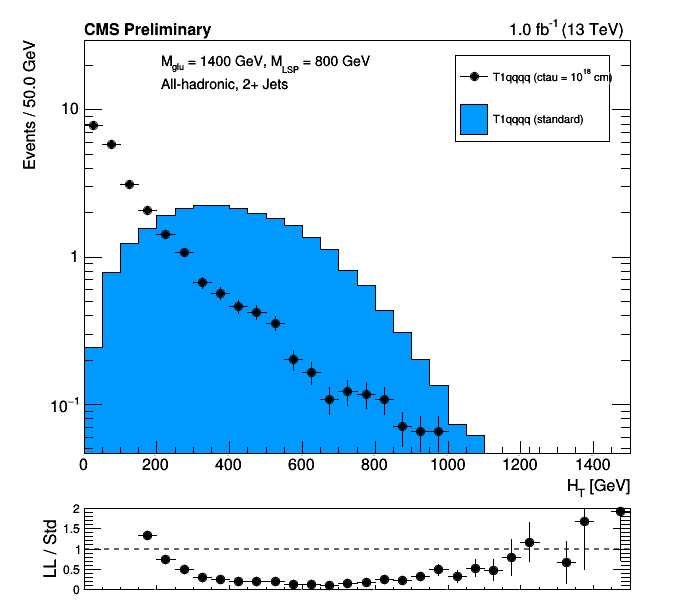 CMS Preliminary 1.0 fb⁻¹ (13 TeV)
Events / 50.0 GeV
M_glu = 1400 GeV, M_LSP = 800 GeV
All-hadronic, 2+ Jets
T1qqqq (ctau = 10¹⁸ cm)
T1qqqq (standard)
10
1
10⁻¹
0 200 400 600 800 1000 1200 1400
H_T [GeV]
LL / Std
2
1.5
1
0.5
0